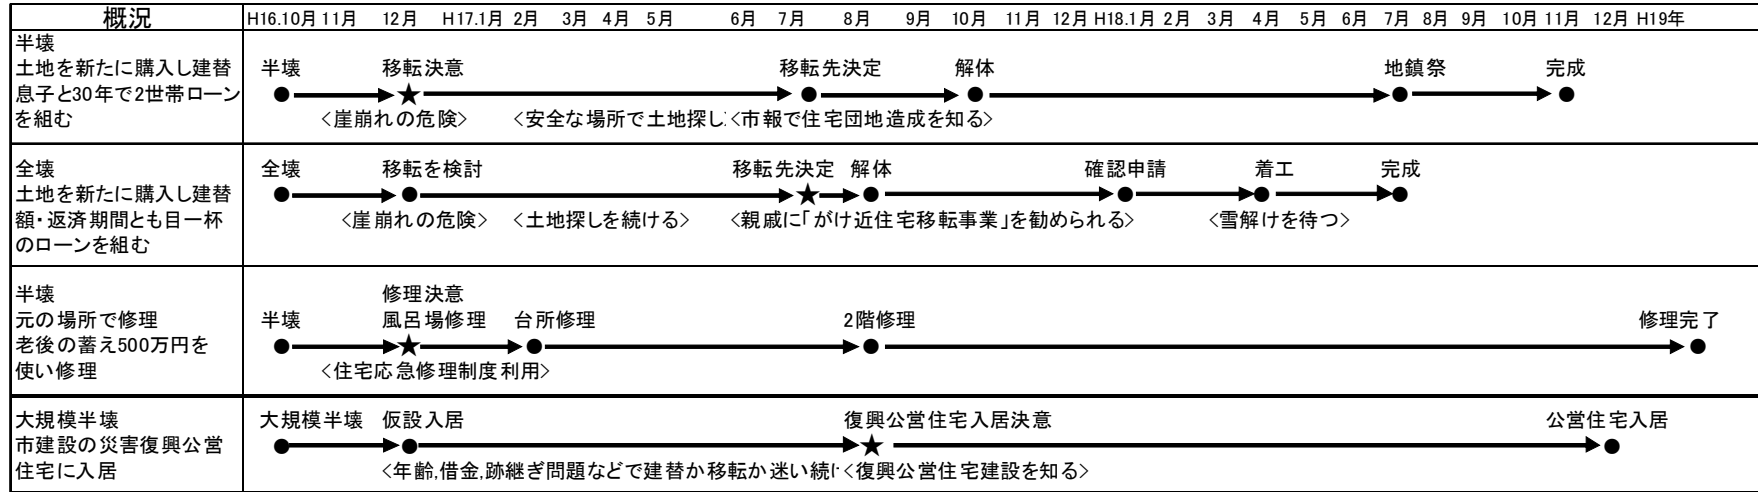 概況 H16.10月 11月 12月 H17.1月 2月 3月 4月 5月 6月 7月 8月 9月 10月 11月 12月 H18.1月 2月 3月 4月 5月 6月 7月 8月 9月 10月 11月 12月 H19年
半壊
土地を新たに購入し建替
息子と30年で2世帯ローン
を組む
半壊 移転決意 移転先決定 解体 地鎮祭 完成
<崖崩れの危険> <安全な場所で土地探し <市報で住宅団地造成を知る>
全壊
土地を新たに購入し建替
額・返済期間とも目一杯
のローンを組む
全壊 移転を検討 移転先決定 解体 確認申請 着工 完成
<崖崩れの危険> <土地探しを続ける> <親戚に「がけ近住宅移転事業」を勧められる> <雪解けを待つ>
半壊
元の場所で修理
老後の蓄え500万円を
使い修理
修理決意
半壊 風呂場修理 台所修理 2階修理 修理完了
<住宅応急修理制度利用>
大規模半壊
市建設の災害復興公営
住宅に入居
大規模半壊 仮設入居 復興公営住宅入居決意 公営住宅入居
<年齢,借金,跡継ぎ問題などで建替か移転か迷い続 <復興公営住宅建設を知る>